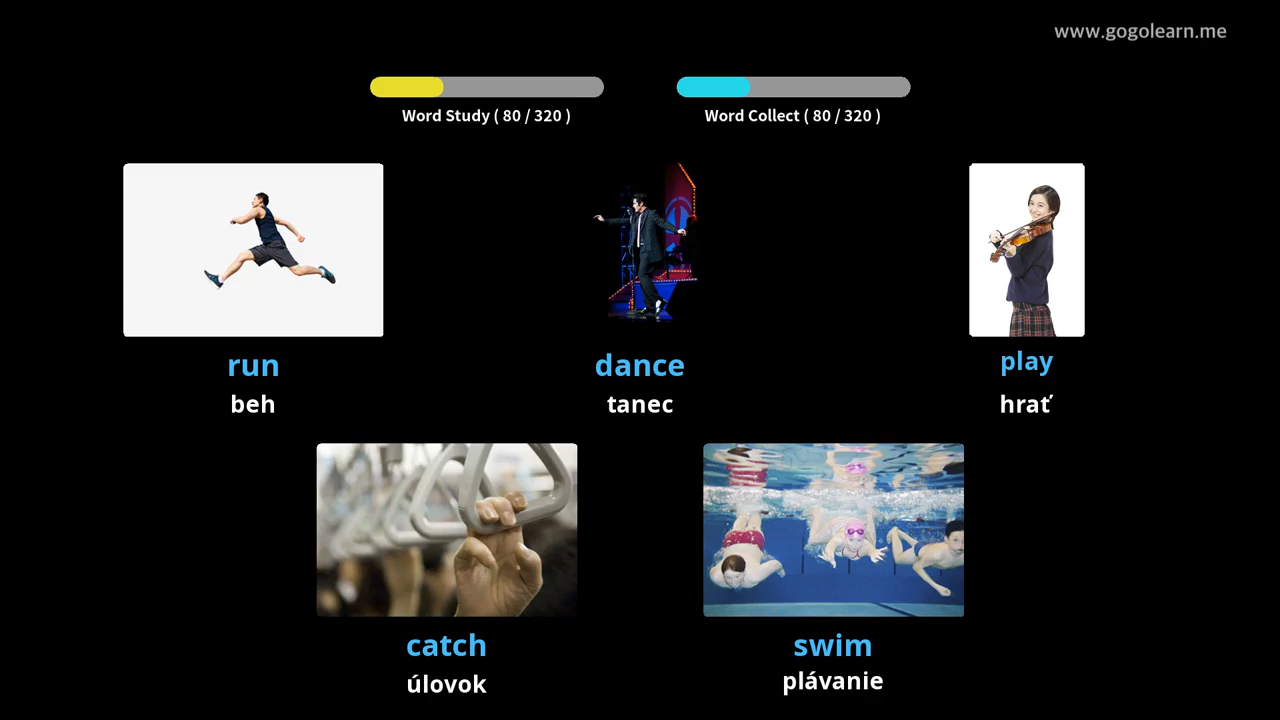 www.gogolearn.me
Word Study ( 80 / 320 )
Word Collect ( 80 / 320 )
run
dance
play
beh
tanec
hrať
catch
swim
úlovok
plávanie